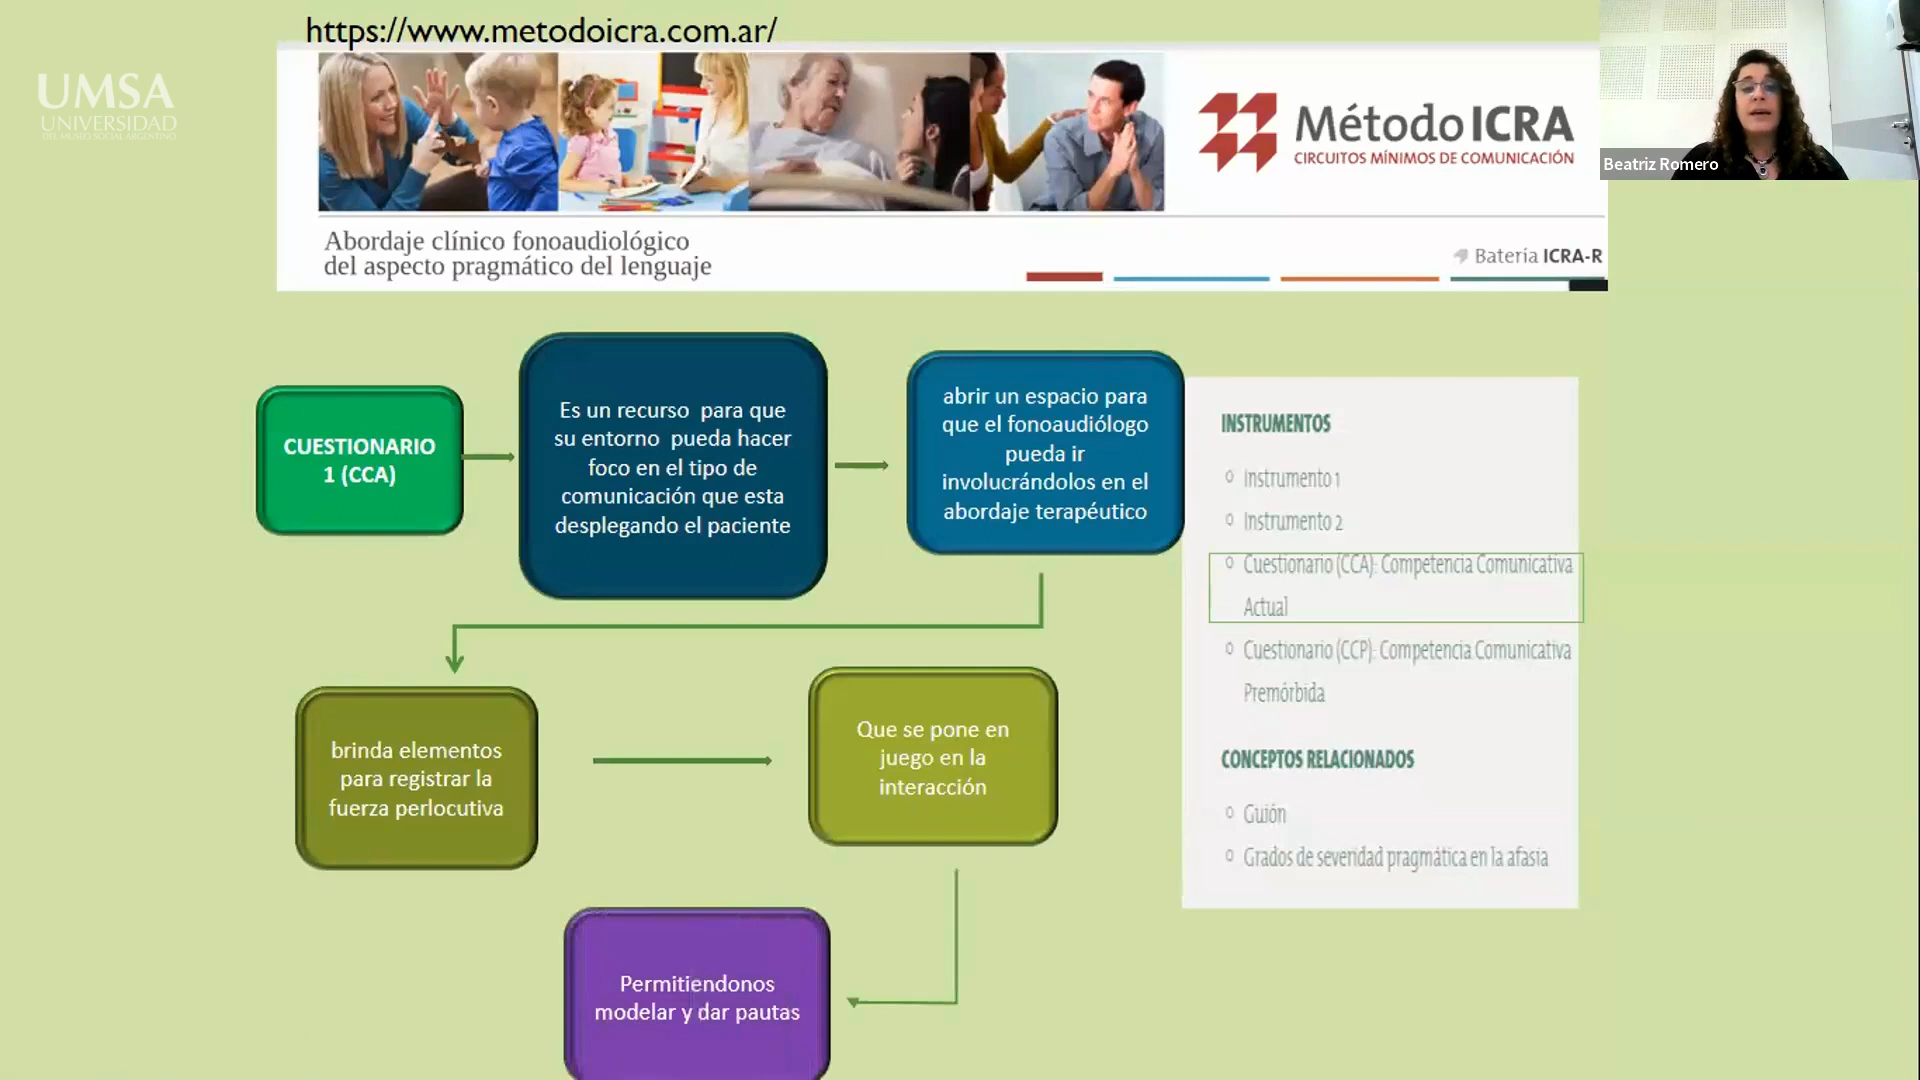 https://www.metodoicra.com.ar/
UMSA
UNIVERSIDAD
DEL MUSEO SOCIAL ARGENTINO
Método ICRA
CIRCUITOS MÍNIMOS DE COMUNICACIÓN
Beatriz Romero
Abordaje clínico fonoaudiológico
del aspecto pragmático del lenguaje
Batería ICRA-R
CUESTIONARIO
1 (CCA)
Es un recurso para que
su entorno pueda hacer
foco en el tipo de
comunicación que esta
desplegando el paciente
abrir un espacio para
que el fonoaudiólogo
pueda ir
involucrándolos en el
abordaje terapéutico
brinda elementos
para registrar la
fuerza perlocutiva
Que se pone en
juego en la
interacción
Permitiendonos
modelar y dar pautas
INSTRUMENTOS
Instrumento 1
Instrumento 2
Cuestionario (CCA): Competencia Comunicativa
Actual
Cuestionario (CCP): Competencia Comunicativa
Premórbida
CONCEPTOS RELACIONADOS
Guión
Grados de severidad pragmática en la afasia